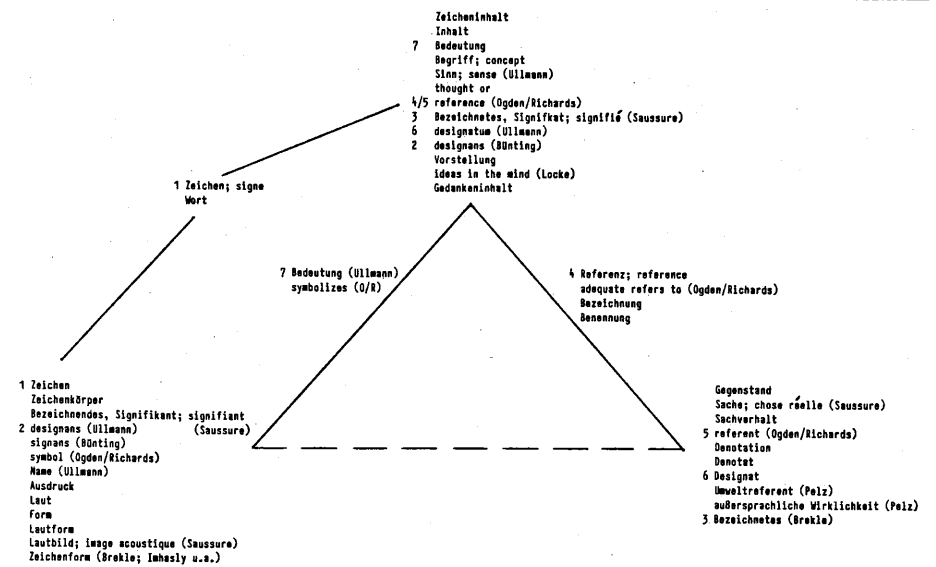 Zeicheninhalt
Inhalt
7 Bedeutung
Begriff; concept
Sinn; sense (Ullmann)
thought or
4/5 reference (Ogden/Richards)
3 Bezeichnetes, Signifkat; signifié (Saussure)
6 designatum (Ullmann)
2 designans (Bünting)
Vorstellung
ideas in the mind (Locke)
Gedankeninhalt
1 Zeichen; signe
Wort
7 Bedeutung (Ullmann)
symbolizes (O/R)
4 Referenz; reference
adequate refers to (Ogden/Richards)
Bezeichnung
Benennung
1 Zeichen
Zeichenkörper
Bezeichnendes, Signifikant; signifiant
2 designans (Ullmann) (Saussure)
signans (Bünting)
symbol (Ogden/Richards)
Name (Ullmann)
Ausdruck
Laut
Form
Lautform
Lautbild; image acoustique (Saussure)
Zeichenform (Brekle; Imhasly u.a.)
Gegenstand
Sache; chose réelle (Saussure)
Sachverhalt
5 referent (Ogden/Richards)
Denotation
Denotat
6 Designat
Umweltreferent (Pelz)
außersprachliche Wirklichkeit (Pelz)
3 Bezeichnetes (Brekle)